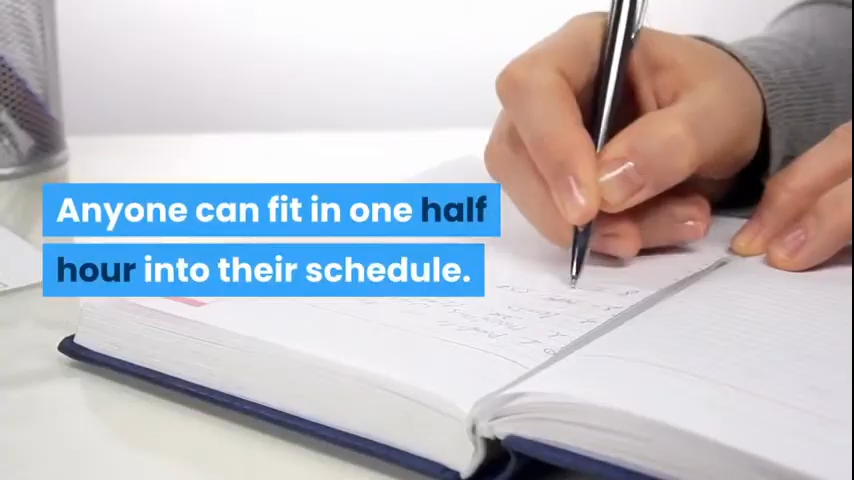 Anyone can fit in one half
hour into their schedule.